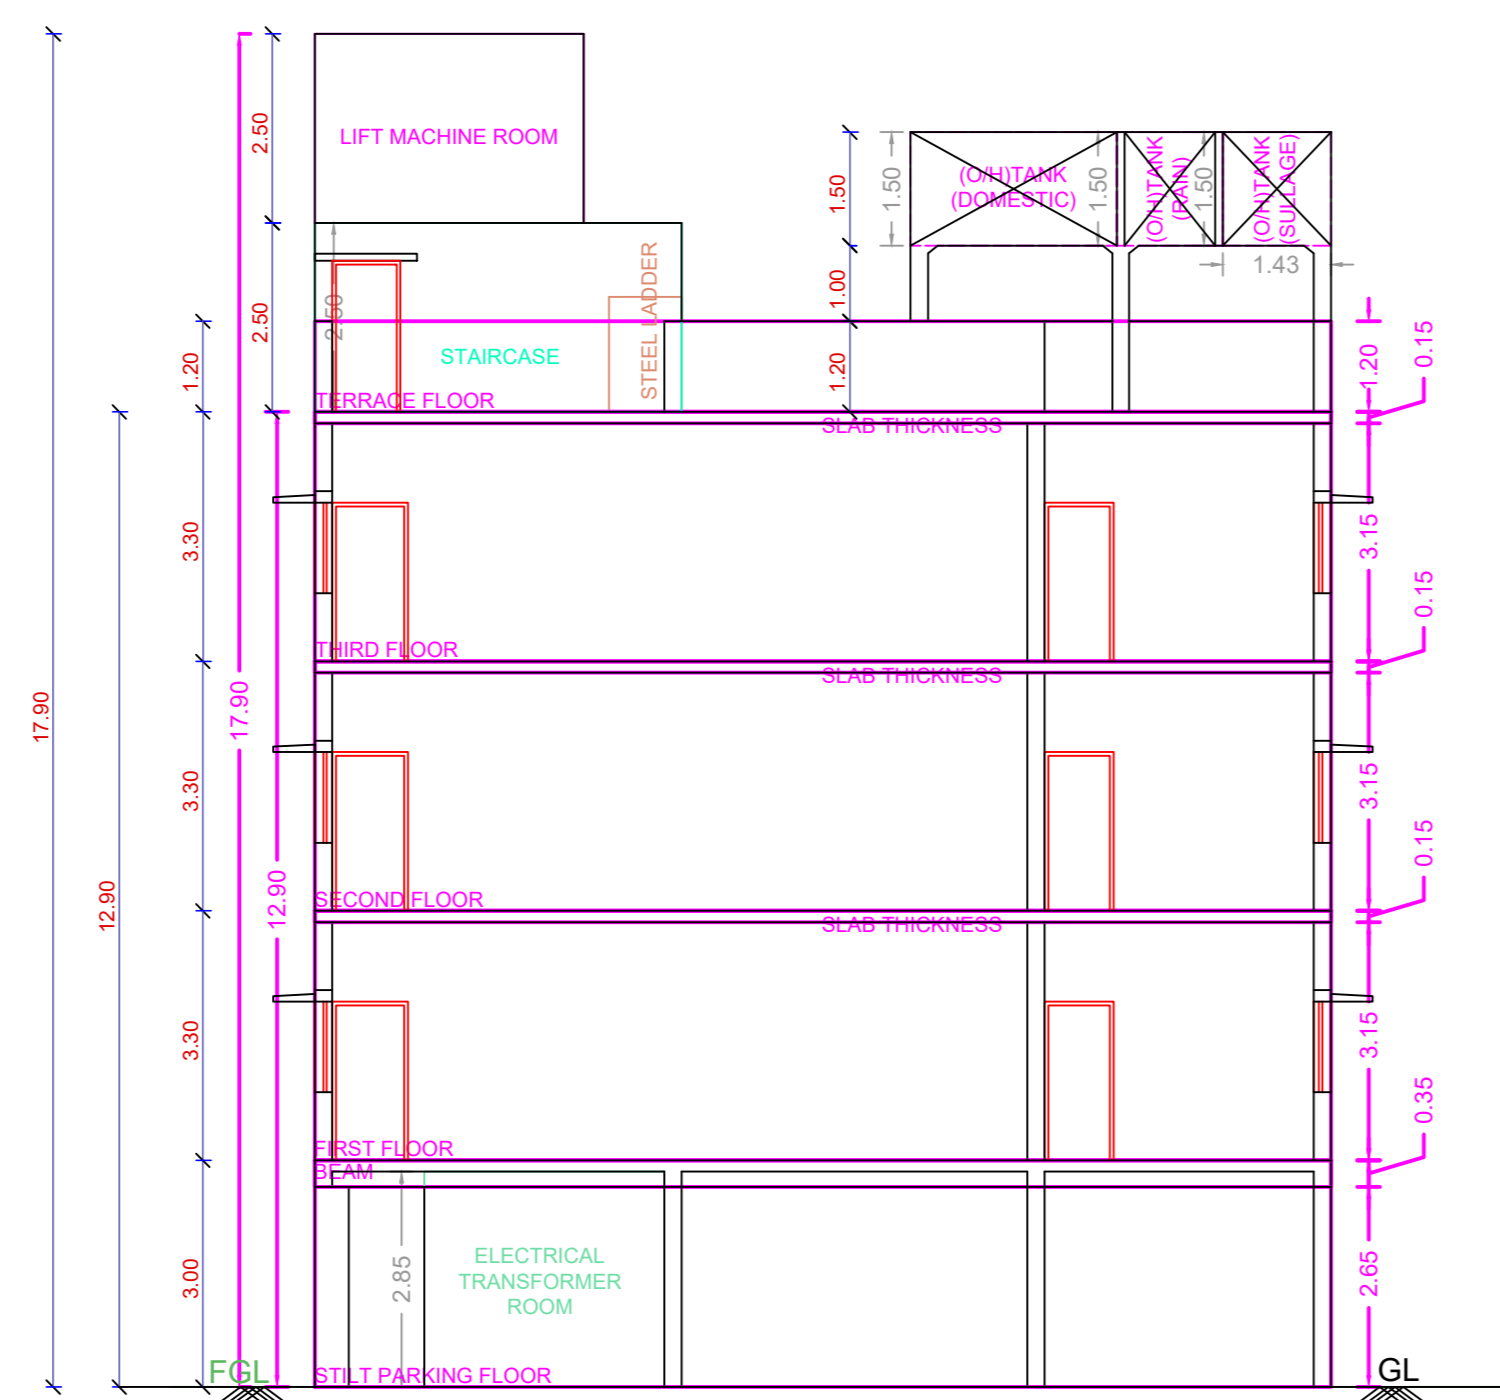 LIFT MACHINE ROOM
2.50
2.50
2.50
STAIRCASE
STEEL LADDER
TERRACE FLOOR
1.20
(O/H)TANK
(DOMESTIC)
(O/H)TANK
(RAIN)
(O/H)TANK
(SULLAGE)
1.50
1.50
1.50
1.50
1.43
1.00
1.20
1.20
0.15
SLAB THICKNESS
3.30
3.15
0.15
THIRD FLOOR
SLAB THICKNESS
17.90
17.90
3.30
3.15
12.90
12.90
0.15
SECOND FLOOR
SLAB THICKNESS
3.30
3.15
0.35
FIRST FLOOR
BEAM
3.00
2.85
ELECTRICAL
TRANSFORMER
ROOM
2.65
FGL
STILT PARKING FLOOR
GL